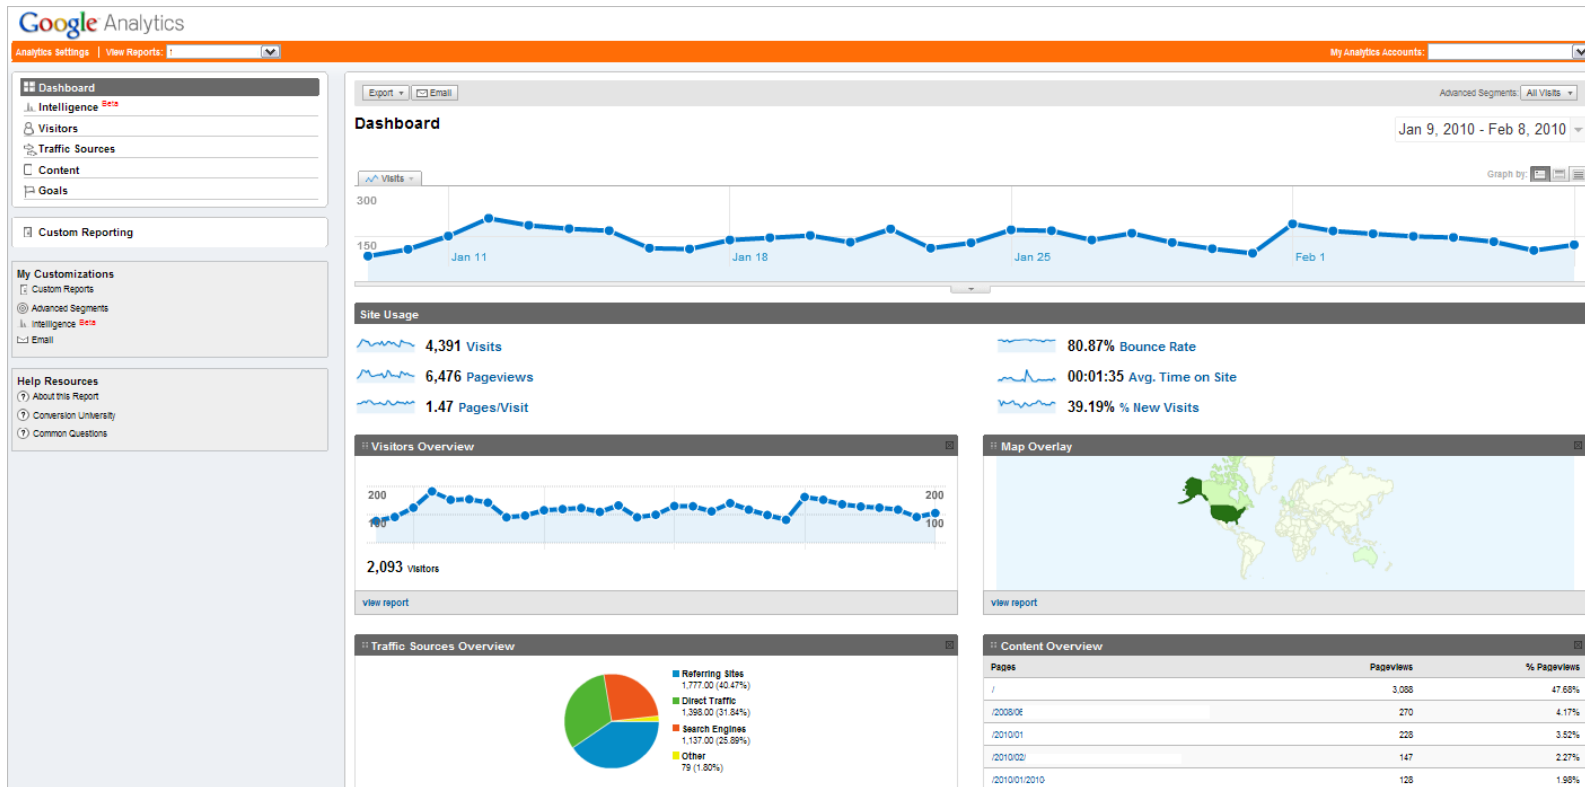 Google Analytics
Analytics Settings | View Reports:
My Analytics Accounts:
Dashboard
Intelligence Beta
Visitors
Traffic Sources
Content
Goals
Custom Reporting
My Customizations
Custom Reports
Advanced Segments
Intelligence Beta
Email
Help Resources
About this Report
Conversion University
Common Questions
Export Email
Advanced Segments: All Visits
Dashboard
Jan 9, 2010 - Feb 8, 2010
Visits
Graph by:
300
150
Jan 11 Jan 18 Jan 25 Feb 1
Site Usage
4,391 Visits
80.87% Bounce Rate
6,476 Pageviews
00:01:35 Avg. Time on Site
1.47 Pages/Visit
39.19% % New Visits
Visitors Overview
200 200
100 100
2,093 Visitors
view report
Map Overlay
view report
Traffic Sources Overview
Referring Sites
1,777.00 (40.47%)
Direct Traffic
1,398.00 (31.84%)
Search Engines
1,137.00 (25.89%)
Other
79 (1.80%)
Content Overview
Pages Pageviews % Pageviews
/ 3,088 47.68%
/2008/06 270 4.17%
/2010/01 228 3.52%
/2010/02/ 147 2.27%
/2010/01/2010 128 1.98%